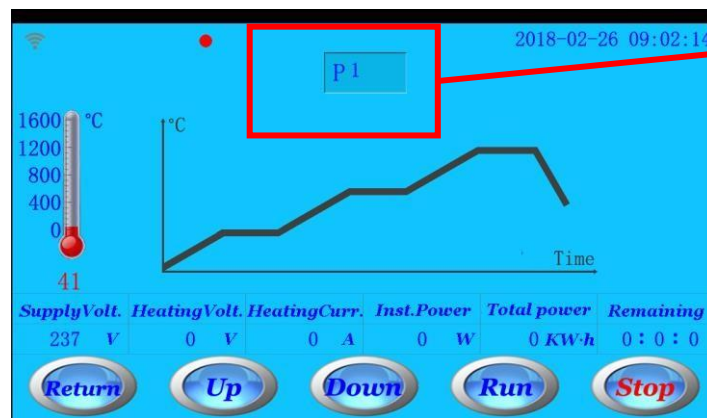 2018-02-26 09:02:14
P1
1600 °C
1200
800
400
0
41
°C
Time
SupplyVolt. HeatingVolt. HeatingCurr. Inst.Power Total power Remaining
237 V 0 V 0 A 0 W 0 KW·h 0:0:0
Return Up Down Run Stop